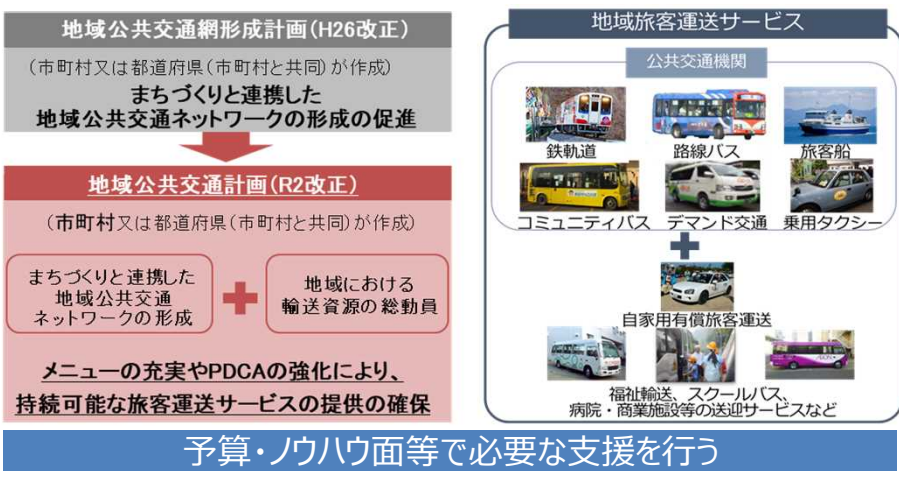 地域公共交通網形成計画(H26改正)
(市町村又は都道府県(市町村と共同)が作成)
まちづくりと連携した
地域公共交通ネットワークの形成の促進
地域公共交通計画(R2改正)
(市町村又は都道府県(市町村と共同)が作成)
まちづくりと連携した
地域公共交通
ネットワークの形成
地域における
輸送資源の総動員
メニューの充実やPDCAの強化により、
持続可能な旅客運送サービスの提供の確保
地域旅客運送サービス
公共交通機関
鉄軌道
路線バス
旅客船
コミュニティバス
デマンド交通
乗用タクシー
自家用有償旅客運送
福祉輸送、スクールバス、
病院・商業施設等の送迎サービスなど
予算・ノウハウ面等で必要な支援を行う